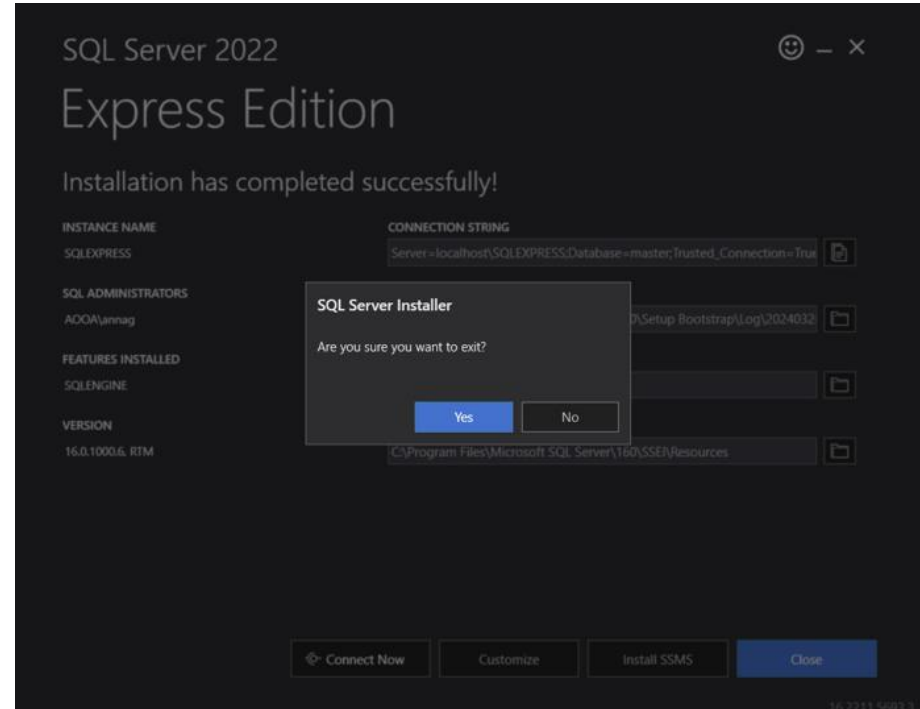 SQL Server 2022
Express Edition
Installation has completed successfully!
INSTANCE NAME
SQLEXPRESS
CONNECTION STRING
Server=localhost\SQLEXPRESS;Database=master;Trusted_Connection=True
SQL ADMINISTRATORS
AOOA\annag
0\Setup Bootstrap\Log\2024032
FEATURES INSTALLED
SQLENGINE
VERSION
16.0.1000.6, RTM
C:\Program Files\Microsoft SQL Server\160\SSEI\Resources
SQL Server Installer
Are you sure you want to exit?
Yes No
Connect Now Customize Install SSMS Close